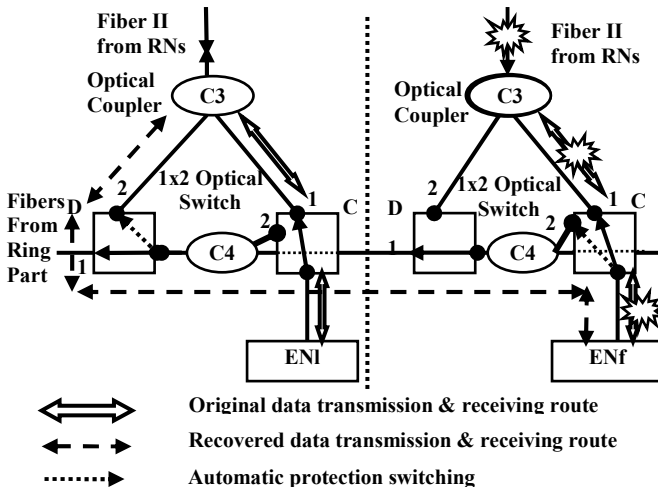 Fiber II
from RNs
Fiber II
from RNs
Optical
Coupler
C3
Optical
Coupler
C3
2
1x2 Optical
Switch
1
2
1x2 Optical
Switch
1
Fibers
From
Ring
Part
D
C
D
C
2
2
C4
C4
1
1
ENl
ENf
Original data transmission & receiving route
Recovered data transmission & receiving route
Automatic protection switching